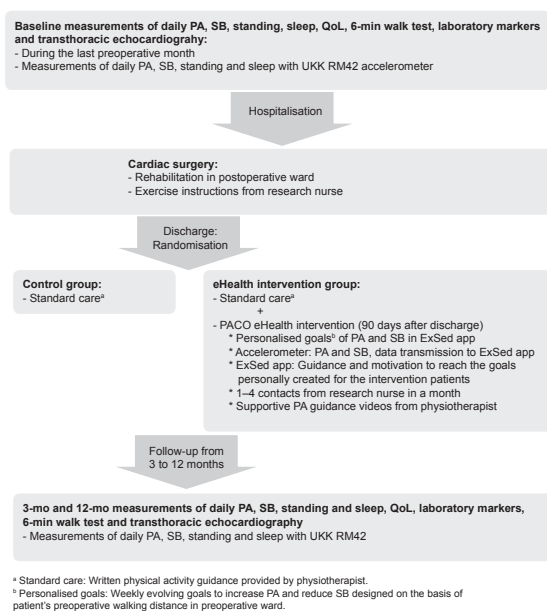 Baseline measurements of daily PA, SB, standing, sleep, QoL, 6-min walk test, laboratory markers
and transthoracic echocardiograhy:
- During the last preoperative month
- Measurements of daily PA, SB, standing and sleep with UKK RM42 accelerometer
Hospitalisation
Cardiac surgery:
- Rehabilitation in postoperative ward
- Exercise instructions from research nurse
Discharge:
Randomisation
Control group:
- Standard careª
eHealth intervention group:
- Standard careª
+
- PACO eHealth intervention (90 days after discharge)
* Personalised goalsᵇ of PA and SB in ExSed app
* Accelerometer: PA and SB, data transmission to ExSed app
* ExSed app: Guidance and motivation to reach the goals
personally created for the intervention patients
* 1–4 contacts from research nurse in a month
* Supportive PA guidance videos from physiotherapist
Follow-up from
3 to 12 months
3-mo and 12-mo measurements of daily PA, SB, standing and sleep, QoL, laboratory markers,
6-min walk test and transthoracic echocardiography
- Measurements of daily PA, SB, standing and sleep with UKK RM42
ª Standard care: Written physical activity guidance provided by physiotherapist.
ᵇ Personalised goals: Weekly evolving goals to increase PA and reduce SB designed on the basis of
patient's preoperative walking distance in preoperative ward.